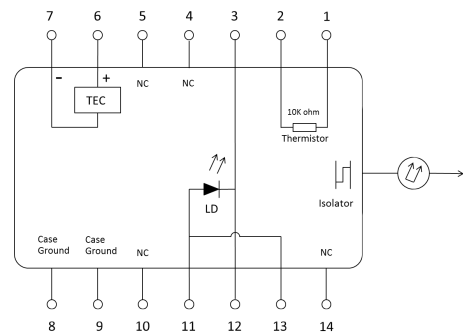 7 6 5 4 3 2 1
- + NC NC
TEC
10K ohm
Thermistor
LD
Isolator
Case Ground
Case Ground
NC
NC
8 9 10 11 12 13 14